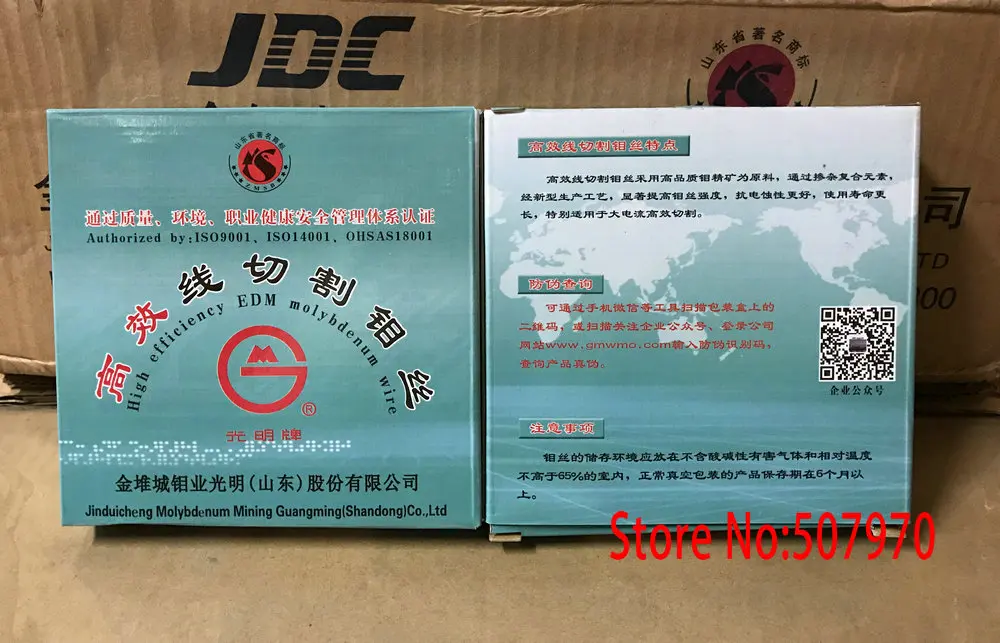 JDC
山东省著名商标
司
TD
300
山东省著名商标
ZMSB
通过质量、环境、职业健康安全管理体系认证
Authorized by:ISO9001、ISO14001、OHSAS18001
高效线切割钼丝
High efficiency EDM molybdenum wire
®
光明牌
金堆城钼业光明(山东)股份有限公司
Jinduicheng Molybdenum Mining Guangming(Shandong)Co.,Ltd
高效线切割钼丝特点
高效线切割钼丝采用高品质钼精矿为原料，通过掺杂复合元素，
经新型生产工艺，显著提高钼丝强度，抗电蚀性更好，使用寿命更
长，特别适用于大电流高效切割。
防伪查询
可通过手机微信等工具扫描包装盒上的
二维码，或扫描关注企业公众号、登录公司
网站www.gmwmo.com输入防伪识别码，
查询产品真伪。
企业公众号
注意事项
钼丝的储存环境应放在不含酸碱性有害气体和相对温度
不高于65%的室内，正常真空包装的产品保存期在6个月以
上。
Store No:507970